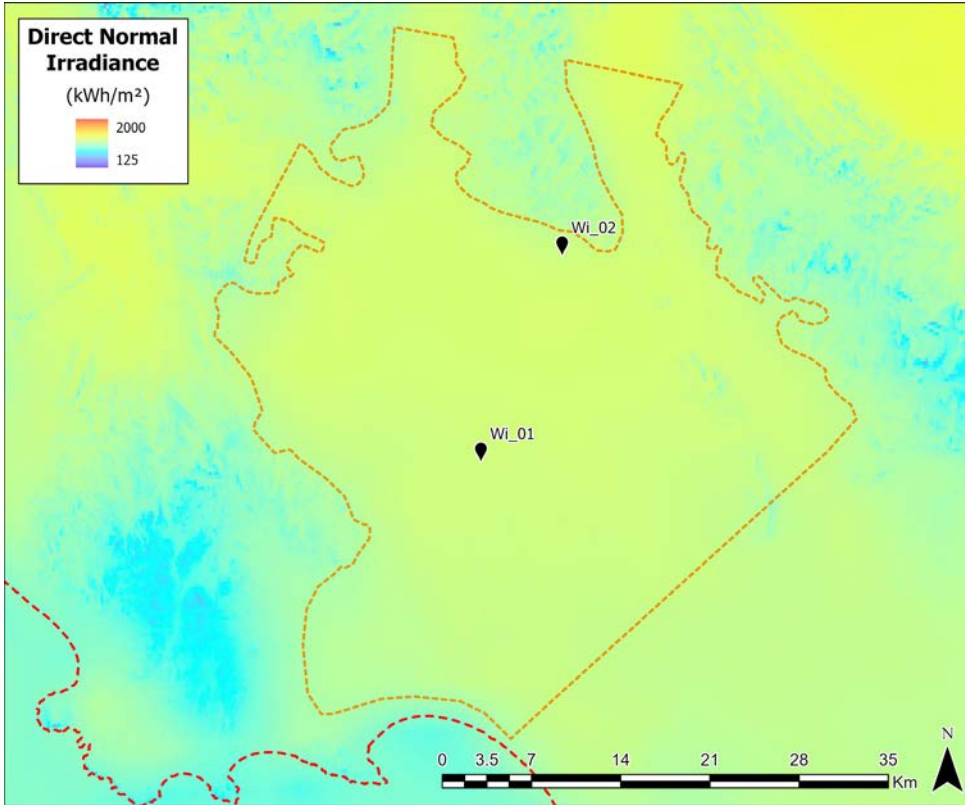 Direct Normal
Irradiance
(kWh/m²)
2000
125
Wi_02
Wi_01
N
0 3.5 7 14 21 28 35
Km